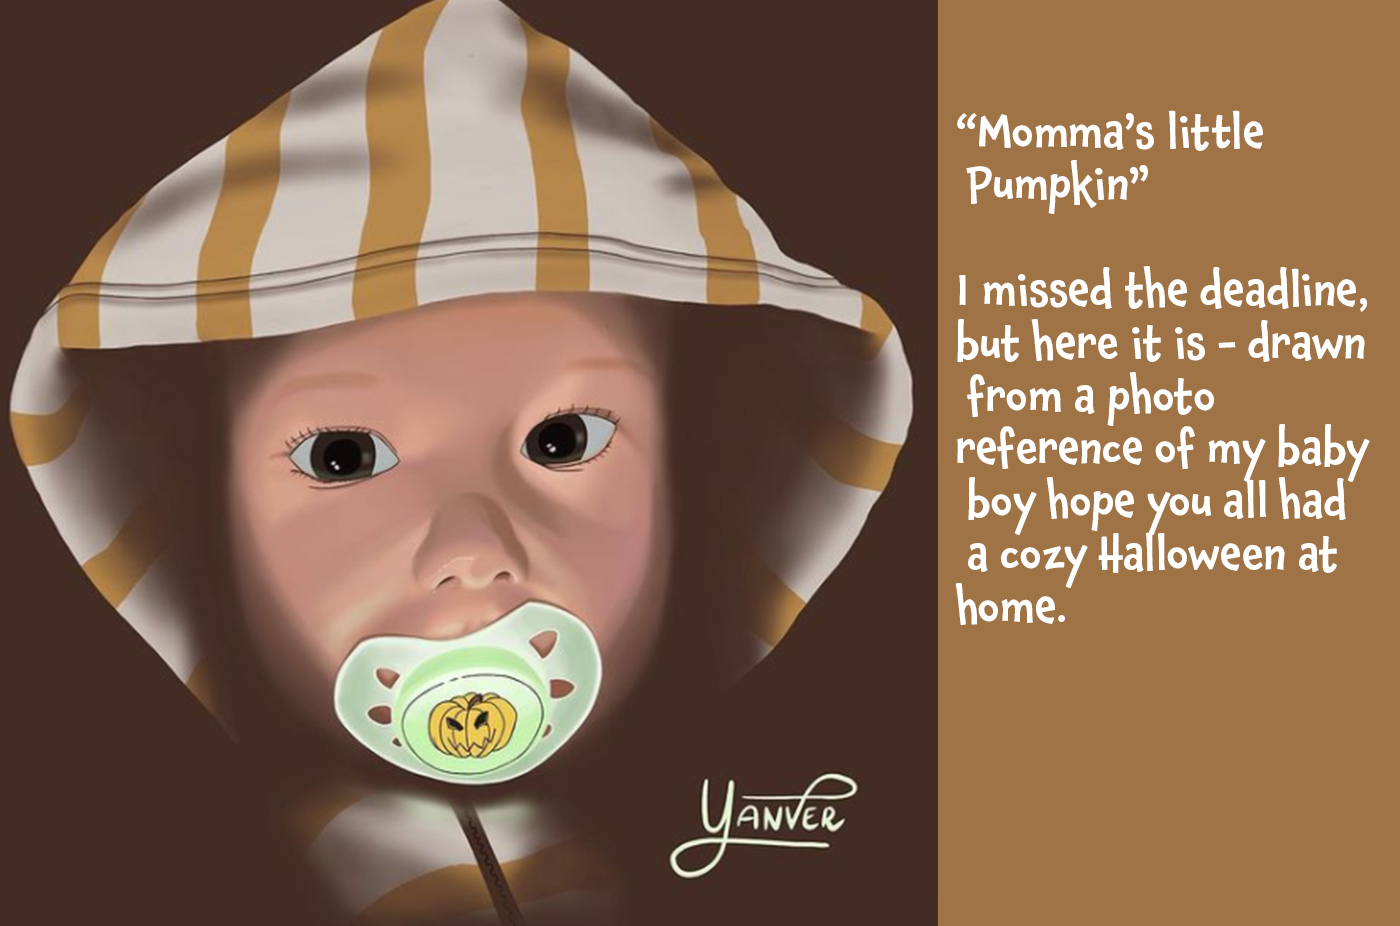 “Momma’s little
Pumpkin”
I missed the deadline,
but here it is - drawn
from a photo
reference of my baby
boy hope you all had
a cozy Halloween at
home.
YANVER